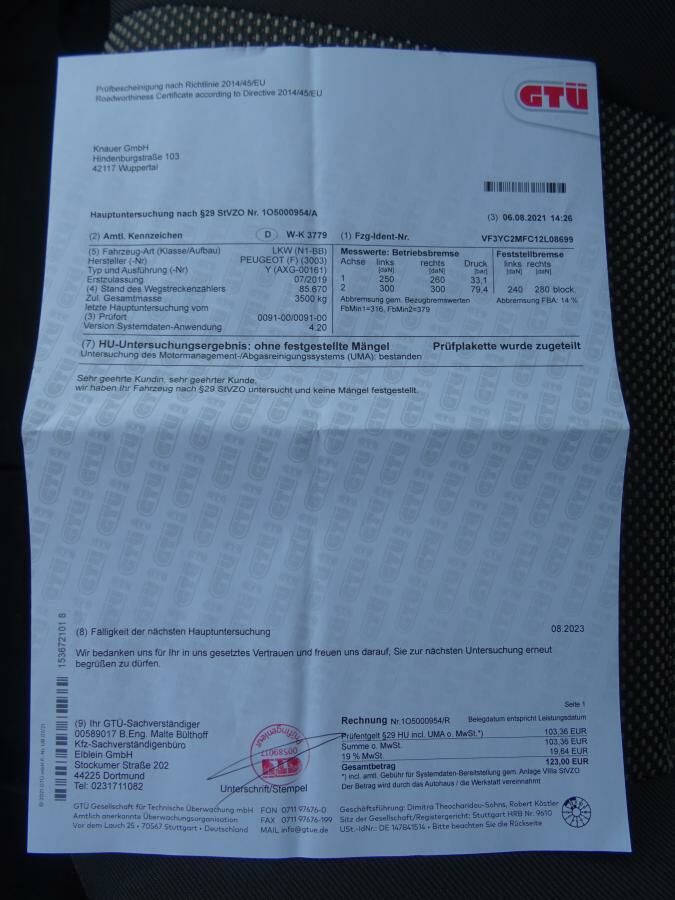 Prüfbescheinigung nach Richtlinie 2014/45/EU
Roadworthiness Certificate according to Directive 2014/45/EU
GTÜ
Knauer GmbH
Hindenburgstraße 103
42117 Wuppertal
Hauptuntersuchung nach §29 StVZO Nr. 1O5000954/A
(3) 06.08.2021 14:26
(2) Amtl. Kennzeichen D W-K 3779
(1) Fzg-Ident-Nr. VF3YC2MFC12L08699
(5) Fahrzeug-Art (Klasse/Aufbau) LKW (N1-BB)
Hersteller (-Nr) PEUGEOT (F) (3003)
Typ und Ausführung (-Nr) Y (AXG-00161)
Erstzulassung 07/2019
(4) Stand des Wegstreckenzählers 85.670
Zul. Gesamtmasse 3500 kg
letzte Hauptuntersuchung vom
(3) Prüfort 0091-00/0091-00
Version Systemdaten-Anwendung 4.20
Messwerte: Betriebsbremse Feststellbremse
Achse links rechts Druck links rechts
[daN] [daN] [bar] [daN] [daN]
1 250 260 33,1
2 300 300 79,4 240 280 block.
Abbremsung gem. Bezugbremswerten Abbremsung FBA: 14 %
FbMin1=316, FbMin2=379
(7) HU-Untersuchungsergebnis: ohne festgestellte Mängel Prüfplakette wurde zugeteilt
Untersuchung des Motormanagement-/Abgasreinigungssystems (UMA): bestanden
Sehr geehrte Kundin, sehr geehrter Kunde,
wir haben Ihr Fahrzeug nach §29 StVZO untersucht und keine Mängel festgestellt.
(8) Fälligkeit der nächsten Hauptuntersuchung 08.2023
Wir bedanken uns für Ihr in uns gesetztes Vertrauen und freuen uns darauf, Sie zur nächsten Untersuchung erneut
begrüßen zu dürfen.
153672101 8
Seite 1
(9) Ihr GTÜ-Sachverständiger
00589017 B.Eng. Malte Bülthoff
Kfz-Sachverständigenbüro
Elblein GmbH
Stockumer Straße 202
44225 Dortmund
Tel: 02317111082
Prüfingenieur
00589017
GTÜ
Unterschrift/Stempel
Rechnung Nr.1O5000954/R Belegdatum entspricht Leistungsdatum
Prüfentgelt §29 HU incl. UMA o. MwSt.*) 103,36 EUR
Summe o. MwSt. 103,36 EUR
19 % MwSt. 19,64 EUR
Gesamtbetrag 123,00 EUR
*) incl. amtl. Gebühr für Systemdaten-Bereitstellung gem. Anlage VIIIa StVZO
Der Betrag wird durch das Autohaus / die Werkstatt vereinnahmt
GTÜ Gesellschaft für Technische Überwachung mbH FON 0711 97676-0 Geschäftsführung: Dimitra Theocharidou-Sohns, Robert Köstler
Amtlich anerkannte Überwachungsorganisation FAX 0711 97676-199 Sitz der Gesellschaft/Registergericht: Stuttgart HRB Nr. 9610
Vor dem Lauch 25 • 70567 Stuttgart • Deutschland MAIL info@gtue.de USt.-IdNr.: DE 147841514 • Bitte beachten Sie die Rückseite